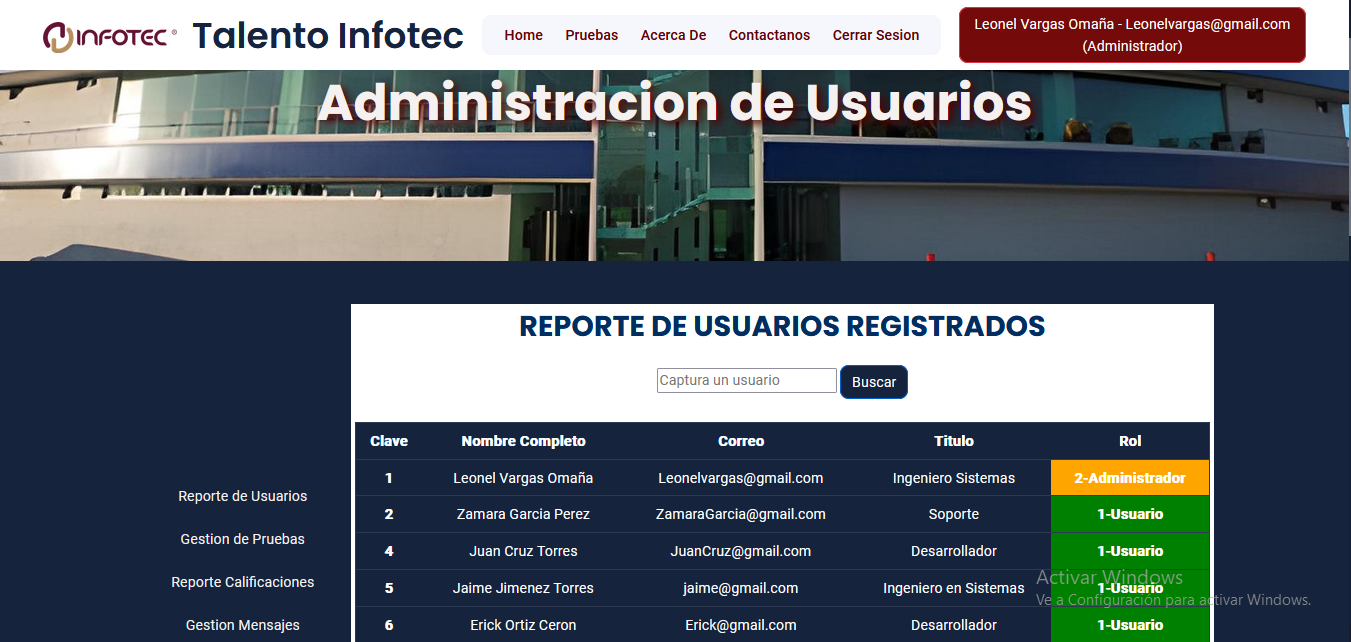 INFOTEC ®
Talento Infotec
Home Pruebas Acerca De Contactanos Cerrar Sesion
Leonel Vargas Omaña - Leonelvargas@gmail.com
(Administrador)
Administracion de Usuarios
Reporte de Usuarios
Gestion de Pruebas
Reporte Calificaciones
Gestion Mensajes
REPORTE DE USUARIOS REGISTRADOS
Captura un usuario Buscar
Clave Nombre Completo Correo Titulo Rol
1 Leonel Vargas Omaña Leonelvargas@gmail.com Ingeniero Sistemas 2-Administrador
2 Zamara Garcia Perez ZamaraGarcia@gmail.com Soporte 1-Usuario
4 Juan Cruz Torres JuanCruz@gmail.com Desarrollador 1-Usuario
5 Jaime Jimenez Torres jaime@gmail.com Ingeniero en Sistemas 1-Usuario
6 Erick Ortiz Ceron Erick@gmail.com Desarrollador 1-Usuario
Activar Windows
Ve a Configuración para activar Windows.